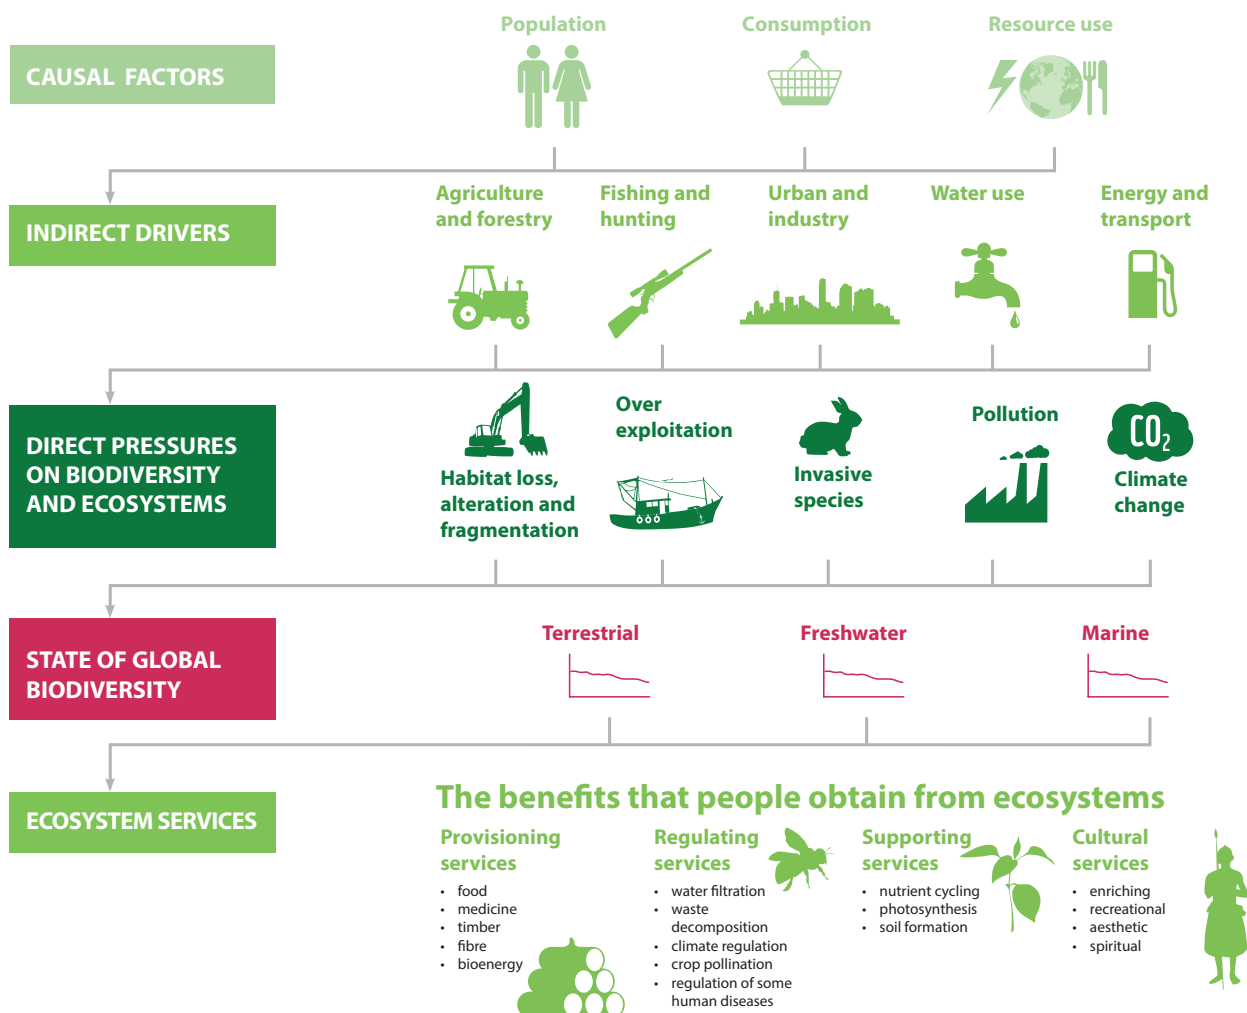 Population
Consumption
Resource use
CAUSAL FACTORS
Agriculture
and forestry
Fishing and
hunting
Urban and
industry
Water use
Energy and
transport
INDIRECT DRIVERS
DIRECT PRESSURES
ON BIODIVERSITY
AND ECOSYSTEMS
Habitat loss,
alteration and
fragmentation
Over
exploitation
Invasive
species
Pollution
CO2
Climate
change
STATE OF GLOBAL
BIODIVERSITY
Terrestrial
Freshwater
Marine
ECOSYSTEM SERVICES
The benefits that people obtain from ecosystems
Provisioning
services
• food
• medicine
• timber
• fibre
• bioenergy
Regulating
services
• water filtration
• waste
decomposition
• climate regulation
• crop pollination
• regulation of some
human diseases
Supporting
services
• nutrient cycling
• photosynthesis
• soil formation
Cultural
services
• enriching
• recreational
• aesthetic
• spiritual